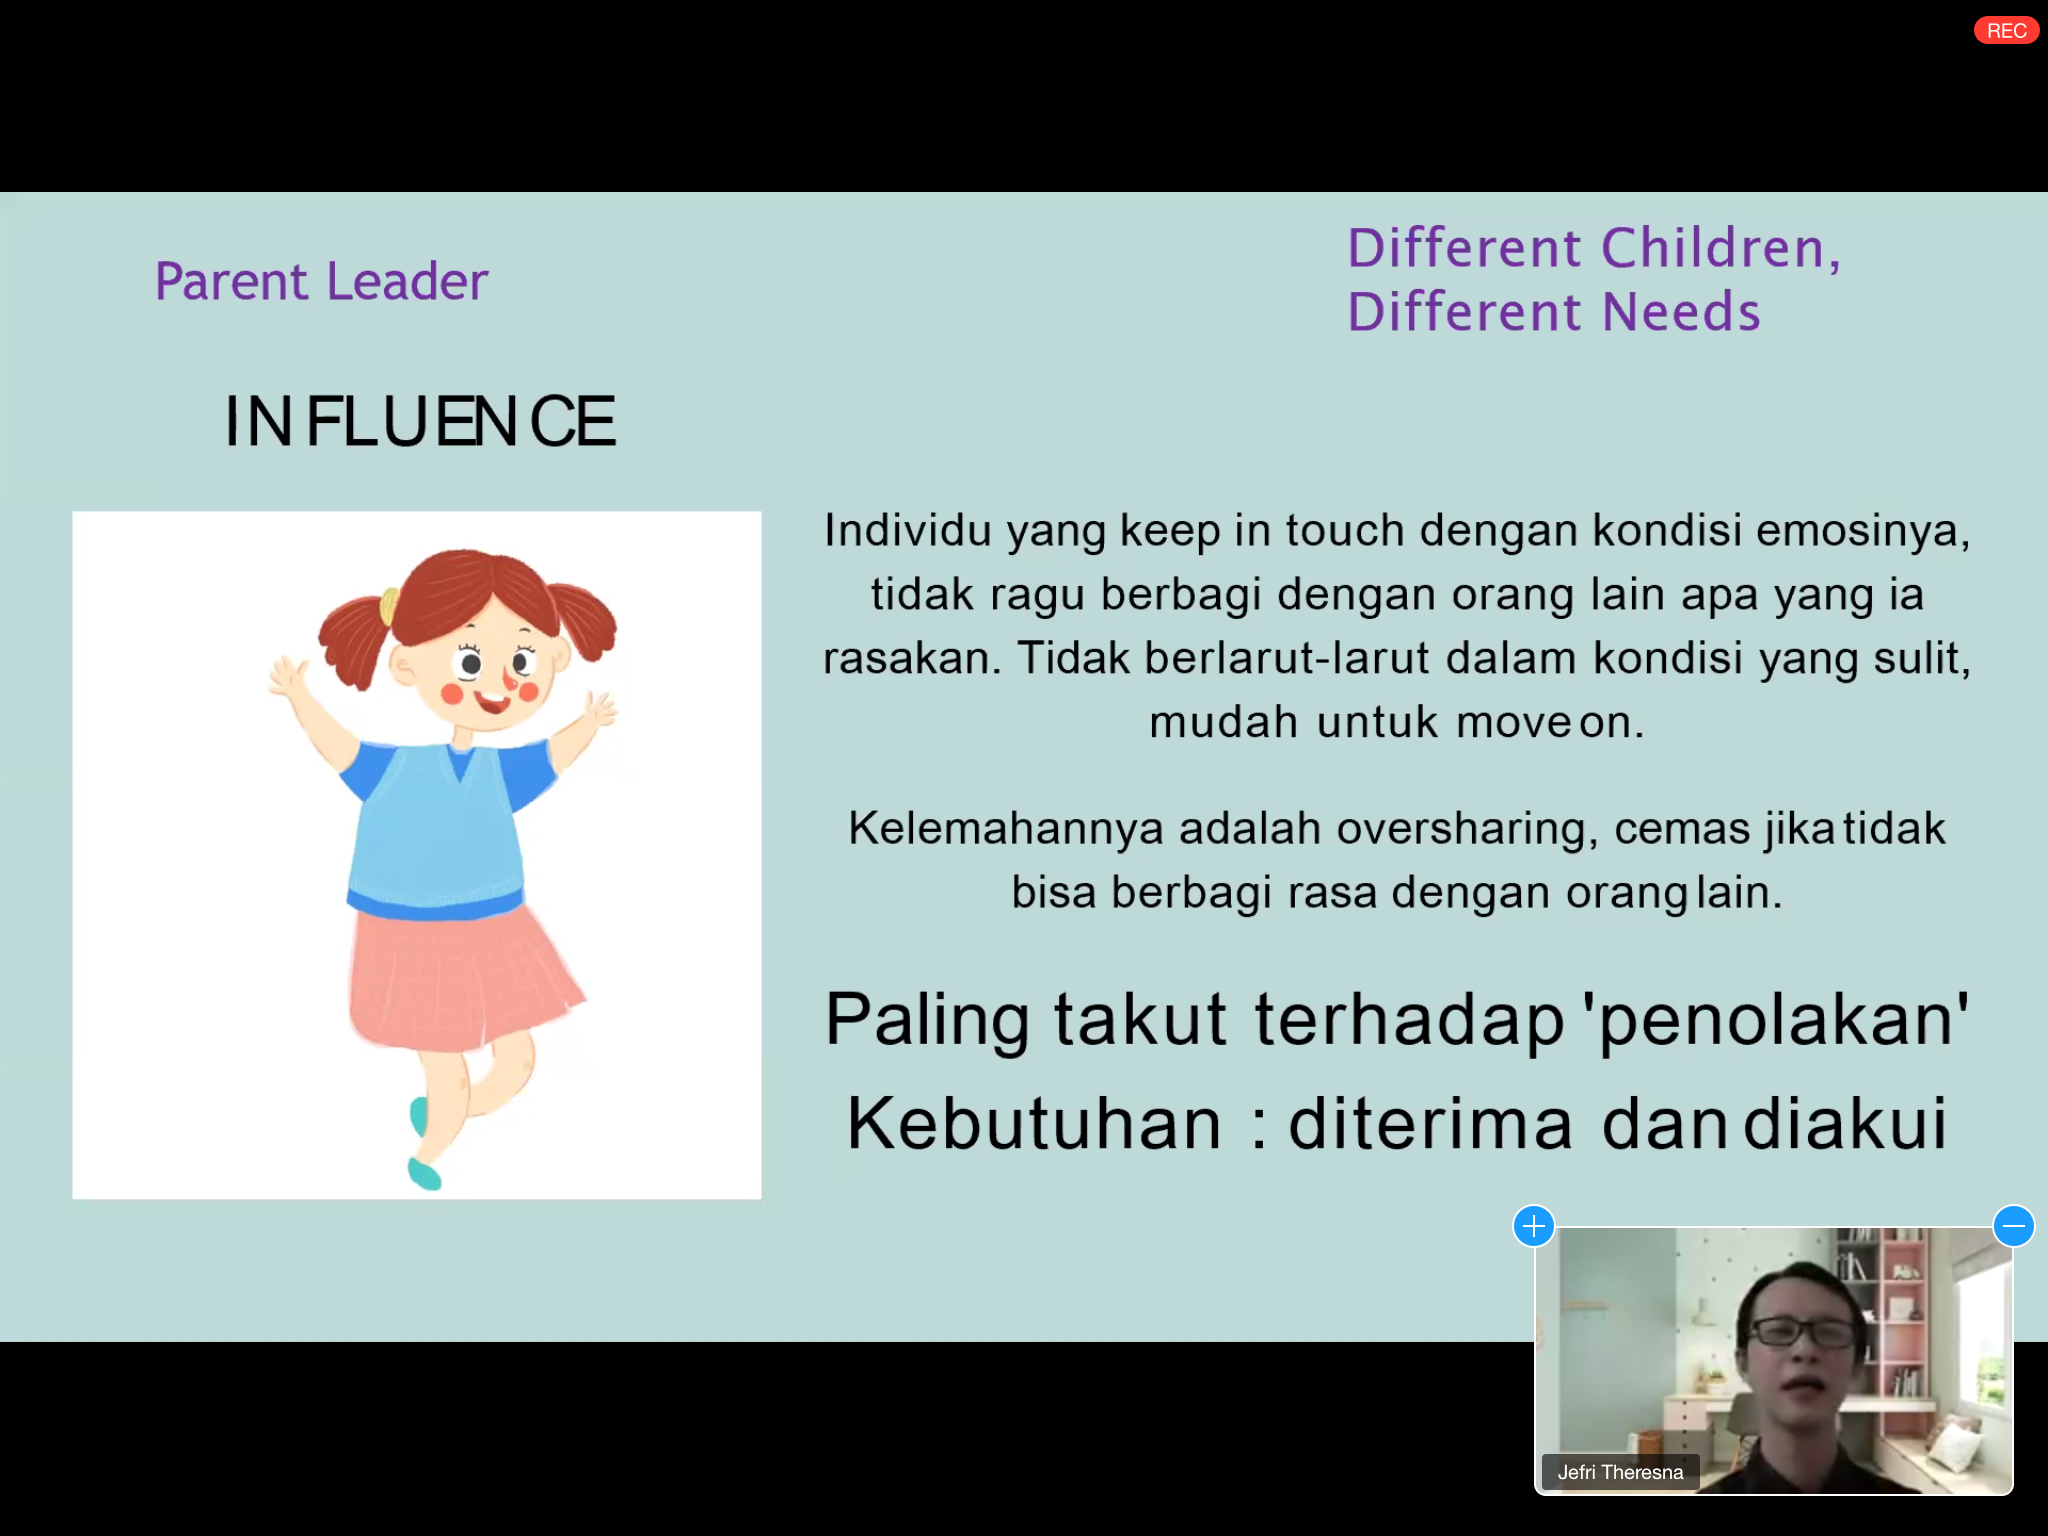 REC
Parent Leader
Different Children,
Different Needs
INFLUENCE
Individu yang keep in touch dengan kondisi emosinya,
tidak ragu berbagi dengan orang lain apa yang ia
rasakan. Tidak berlarut-larut dalam kondisi yang sulit,
mudah untuk move on.
Kelemahannya adalah oversharing, cemas jika tidak
bisa berbagi rasa dengan orang lain.
Paling takut terhadap 'penolakan'
Kebutuhan : diterima dan diakui
Jefri Theresna